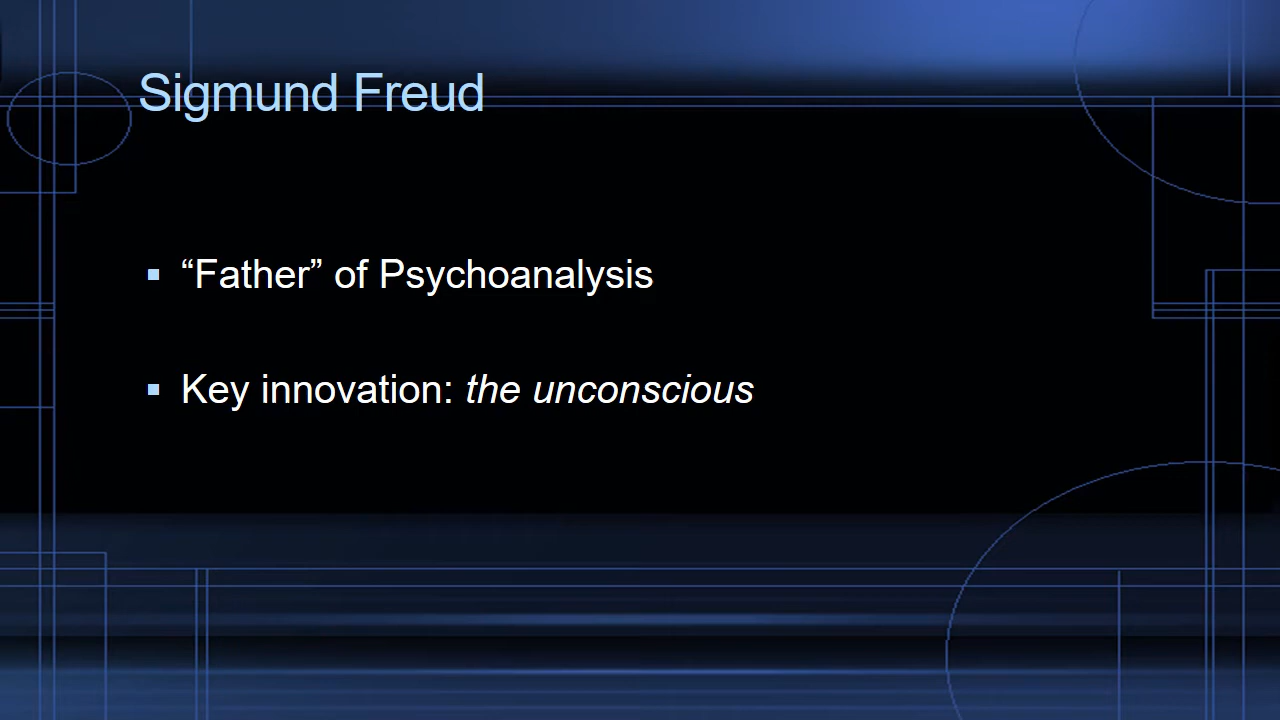 Sigmund Freud
▪ “Father” of Psychoanalysis
▪ Key innovation: the unconscious